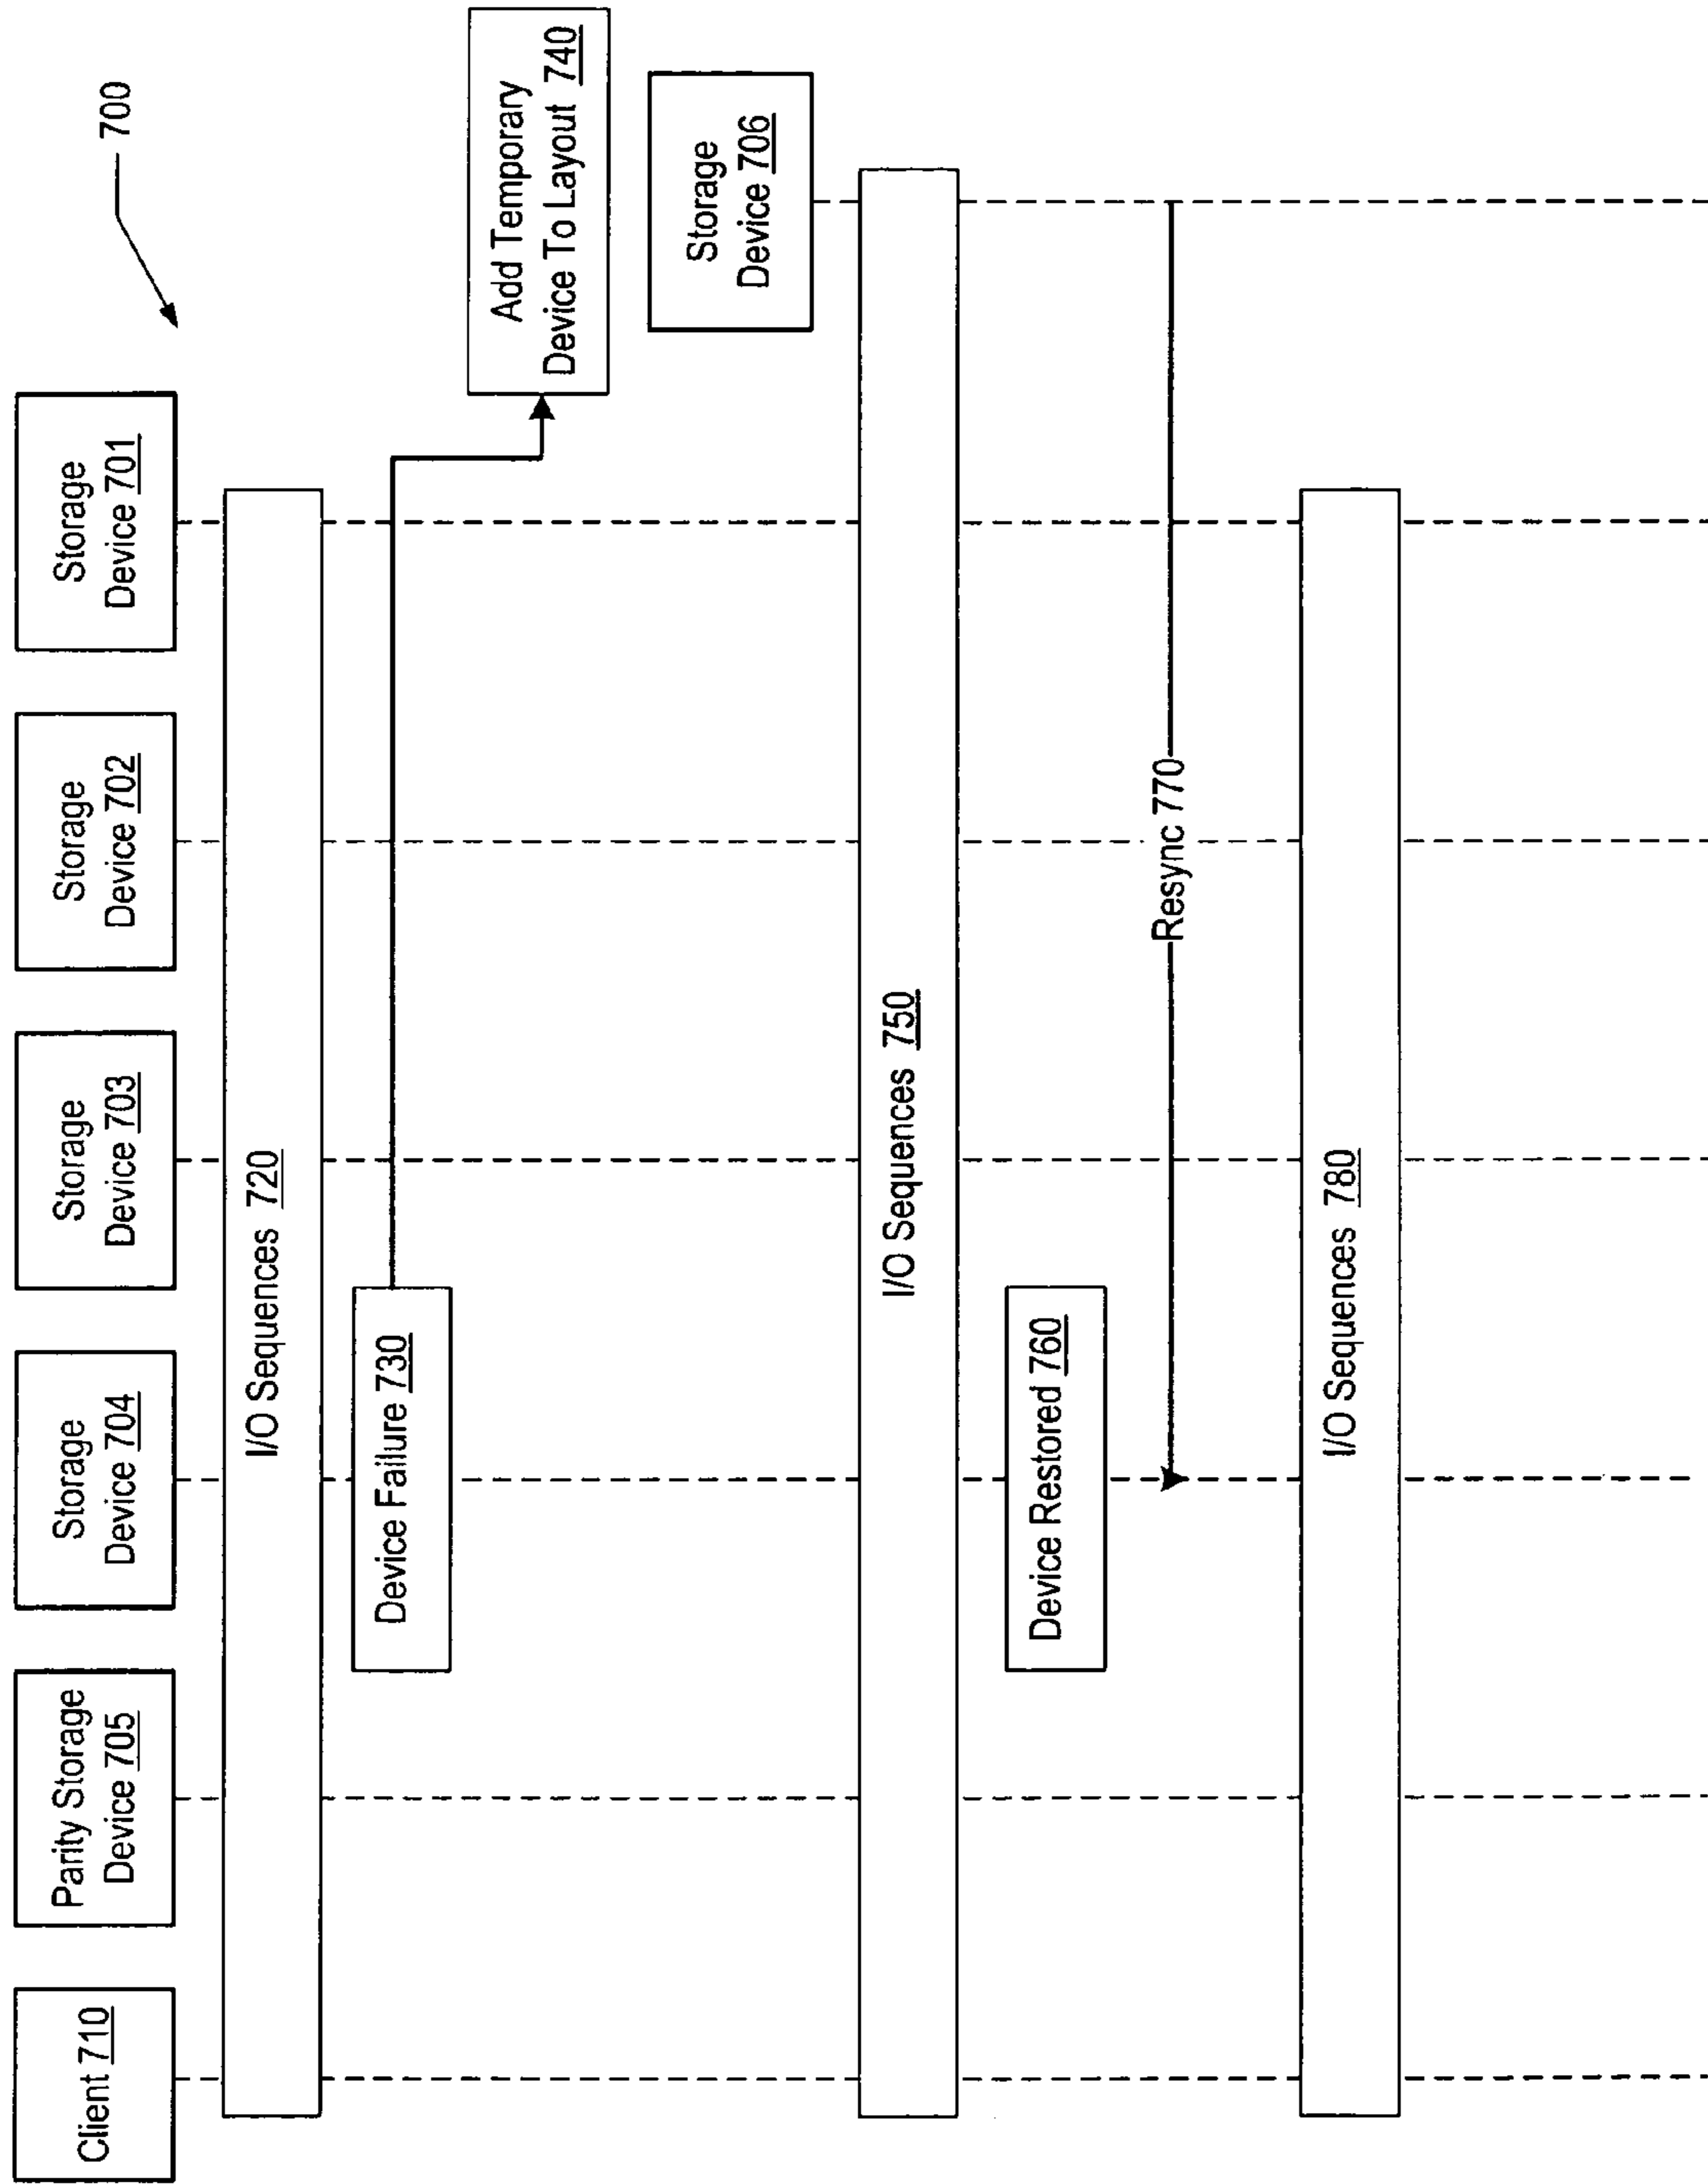 700
Client 710
Parity Storage
Device 705
Storage
Device 704
Storage
Device 703
Storage
Device 702
Storage
Device 701
I/O Sequences 720
Device Failure 730
Add Temporary
Device To Layout 740
Storage
Device 706
I/O Sequences 750
Device Restored 760
Resync 770
I/O Sequences 780